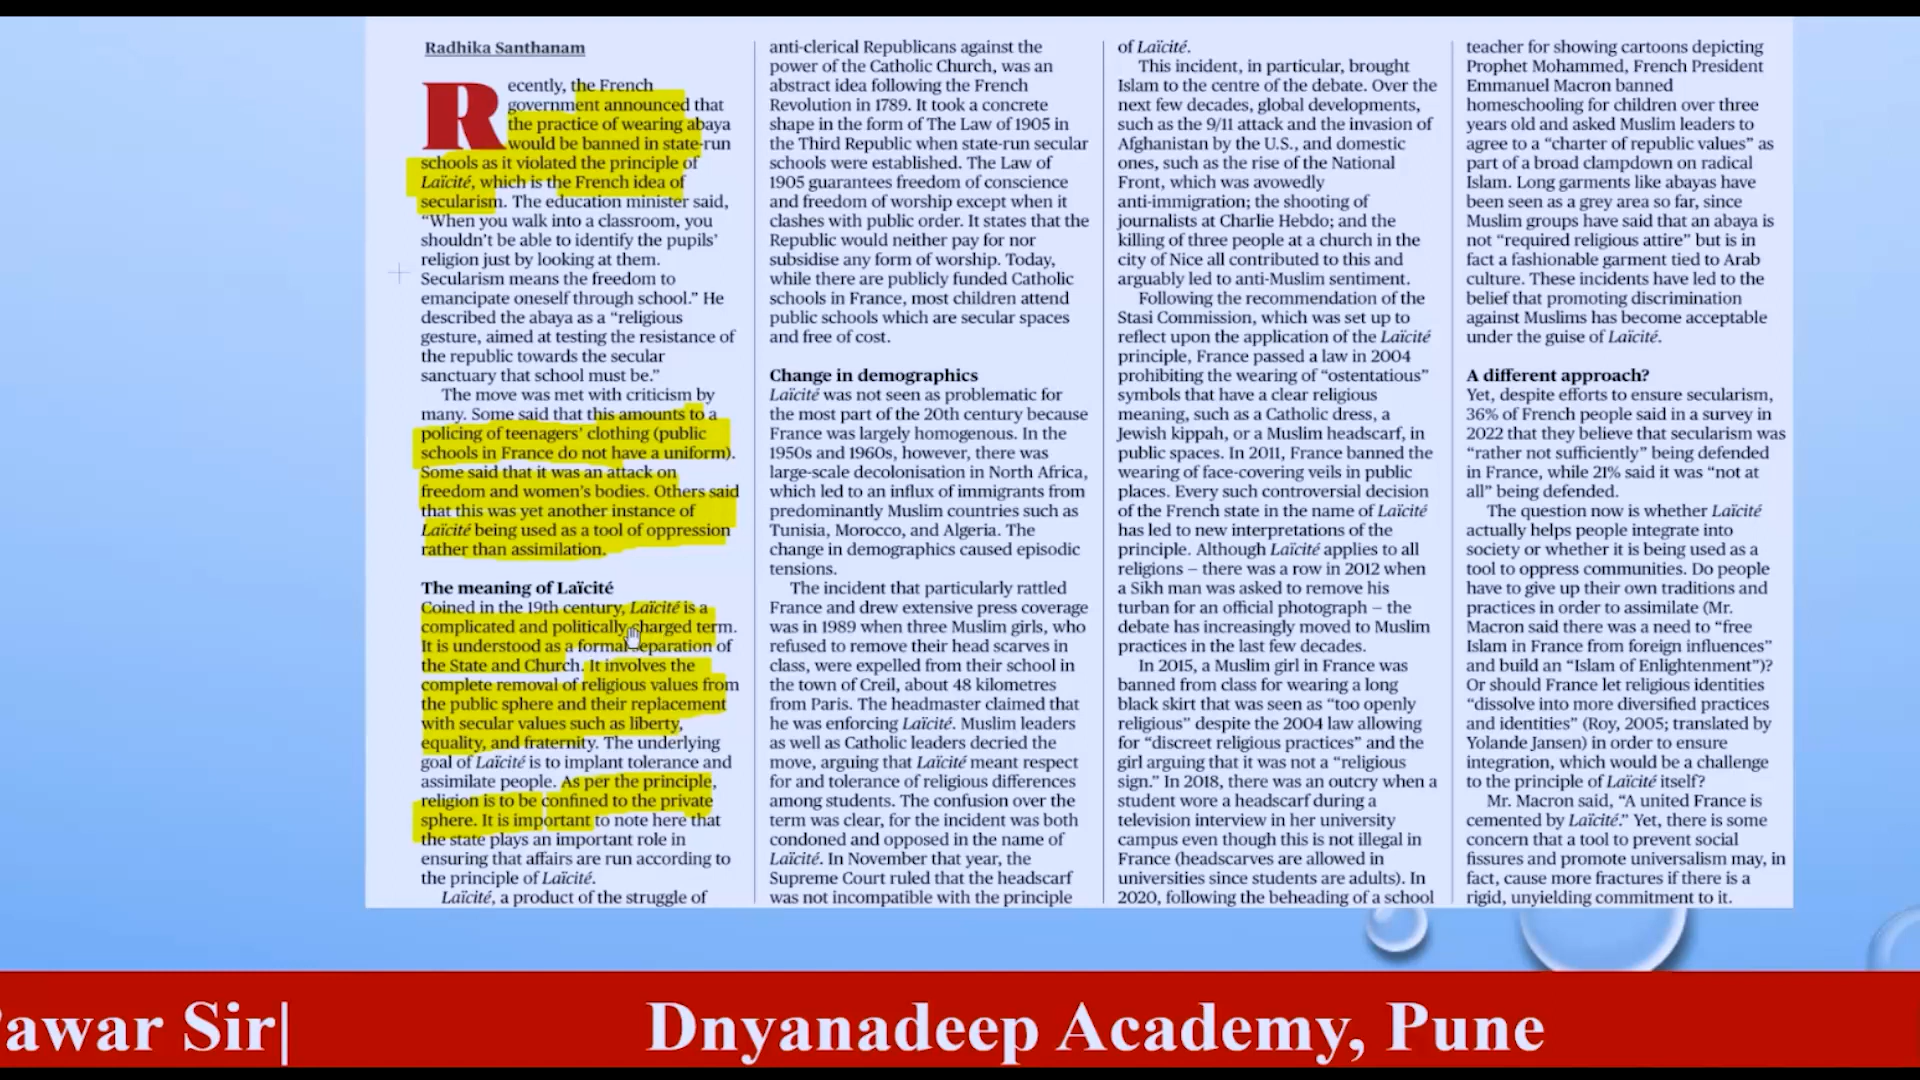 Radhika Santhanam
Recently, the French
government announced that
the practice of wearing abaya
would be banned in state-run
schools as it violated the principle of
Laïcité, which is the French idea of
secularism. The education minister said,
“When you walk into a classroom, you
shouldn’t be able to identify the pupils’
religion just by looking at them.
Secularism means the freedom to
emancipate oneself through school.” He
described the abaya as a “religious
gesture, aimed at testing the resistance of
the republic towards the secular
sanctuary that school must be.”
The move was met with criticism by
many. Some said that this amounts to a
policing of teenagers’ clothing (public
schools in France do not have a uniform).
Some said that it was an attack on
freedom and women’s bodies. Others said
that this was yet another instance of
Laïcité being used as a tool of oppression
rather than assimilation.
The meaning of Laïcité
Coined in the 19th century, Laïcité is a
complicated and politically charged term.
It is understood as a formal separation of
the State and Church. It involves the
complete removal of religious values from
the public sphere and their replacement
with secular values such as liberty,
equality, and fraternity. The underlying
goal of Laïcité is to implant tolerance and
assimilate people. As per the principle,
religion is to be confined to the private
sphere. It is important to note here that
the state plays an important role in
ensuring that affairs are run according to
the principle of Laïcité.
Laïcité, a product of the struggle of
anti-clerical Republicans against the
power of the Catholic Church, was an
abstract idea following the French
Revolution in 1789. It took a concrete
shape in the form of The Law of 1905 in
the Third Republic when state-run secular
schools were established. The Law of
1905 guarantees freedom of conscience
and freedom of worship except when it
clashes with public order. It states that the
Republic would neither pay for nor
subsidise any form of worship. Today,
while there are publicly funded Catholic
schools in France, most children attend
public schools which are secular spaces
and free of cost.
Change in demographics
Laïcité was not seen as problematic for
the most part of the 20th century because
France was largely homogenous. In the
1950s and 1960s, however, there was
large-scale decolonisation in North Africa,
which led to an influx of immigrants from
predominantly Muslim countries such as
Tunisia, Morocco, and Algeria. The
change in demographics caused episodic
tensions.
The incident that particularly rattled
France and drew extensive press coverage
was in 1989 when three Muslim girls, who
refused to remove their head scarves in
class, were expelled from their school in
the town of Creil, about 48 kilometres
from Paris. The headmaster claimed that
he was enforcing Laïcité. Muslim leaders
as well as Catholic leaders decried the
move, arguing that Laïcité meant respect
for and tolerance of religious differences
among students. The confusion over the
term was clear, for the incident was both
condoned and opposed in the name of
Laïcité. In November that year, the
Supreme Court ruled that the headscarf
was not incompatible with the principle
of Laïcité.
This incident, in particular, brought
Islam to the centre of the debate. Over the
next few decades, global developments,
such as the 9/11 attack and the invasion of
Afghanistan by the U.S., and domestic
ones, such as the rise of the National
Front, which was avowedly
anti-immigration; the shooting of
journalists at Charlie Hebdo; and the
killing of three people at a church in the
city of Nice all contributed to this and
arguably led to anti-Muslim sentiment.
Following the recommendation of the
Stasi Commission, which was set up to
reflect upon the application of the Laïcité
principle, France passed a law in 2004
prohibiting the wearing of “ostentatious”
symbols that have a clear religious
meaning, such as a Catholic dress, a
Jewish kippah, or a Muslim headscarf, in
public spaces. In 2011, France banned the
wearing of face-covering veils in public
places. Every such controversial decision
of the French state in the name of Laïcité
has led to new interpretations of the
principle. Although Laïcité applies to all
religions – there was a row in 2012 when
a Sikh man was asked to remove his
turban for an official photograph – the
debate has increasingly moved to Muslim
practices in the last few decades.
In 2015, a Muslim girl in France was
banned from class for wearing a long
black skirt that was seen as “too openly
religious” despite the 2004 law allowing
for “discreet religious practices” and the
girl arguing that it was not a “religious
sign.” In 2018, there was an outcry when a
student wore a headscarf during a
television interview in her university
campus even though this is not illegal in
France (headscarves are allowed in
universities since students are adults). In
2020, following the beheading of a school
teacher for showing cartoons depicting
Prophet Mohammed, French President
Emmanuel Macron banned
homeschooling for children over three
years old and asked Muslim leaders to
agree to a “charter of republic values” as
part of a broad clampdown on radical
Islam. Long garments like abayas have
been seen as a grey area so far, since
Muslim groups have said that an abaya is
not “required religious attire” but is in
fact a fashionable garment tied to Arab
culture. These incidents have led to the
belief that promoting discrimination
against Muslims has become acceptable
under the guise of Laïcité.
A different approach?
Yet, despite efforts to ensure secularism,
36% of French people said in a survey in
2022 that they believe that secularism was
“rather not sufficiently” being defended
in France, while 21% said it was “not at
all” being defended.
The question now is whether Laïcité
actually helps people integrate into
society or whether it is being used as a
tool to oppress communities. Do people
have to give up their own traditions and
practices in order to assimilate (Mr.
Macron said there was a need to “free
Islam in France from foreign influences”
and build an “Islam of Enlightenment”)?
Or should France let religious identities
“dissolve into more diversified practices
and identities” (Roy, 2005; translated by
Yolande Jansen) in order to ensure
integration, which would be a challenge
to the principle of Laïcité itself?
Mr. Macron said, “A united France is
cemented by Laïcité.” Yet, there is some
concern that a tool to prevent social
fissures and promote universalism may, in
fact, cause more fractures if there is a
rigid, unyielding commitment to it.
awar Sir| Dnyanadeep Academy, Pune